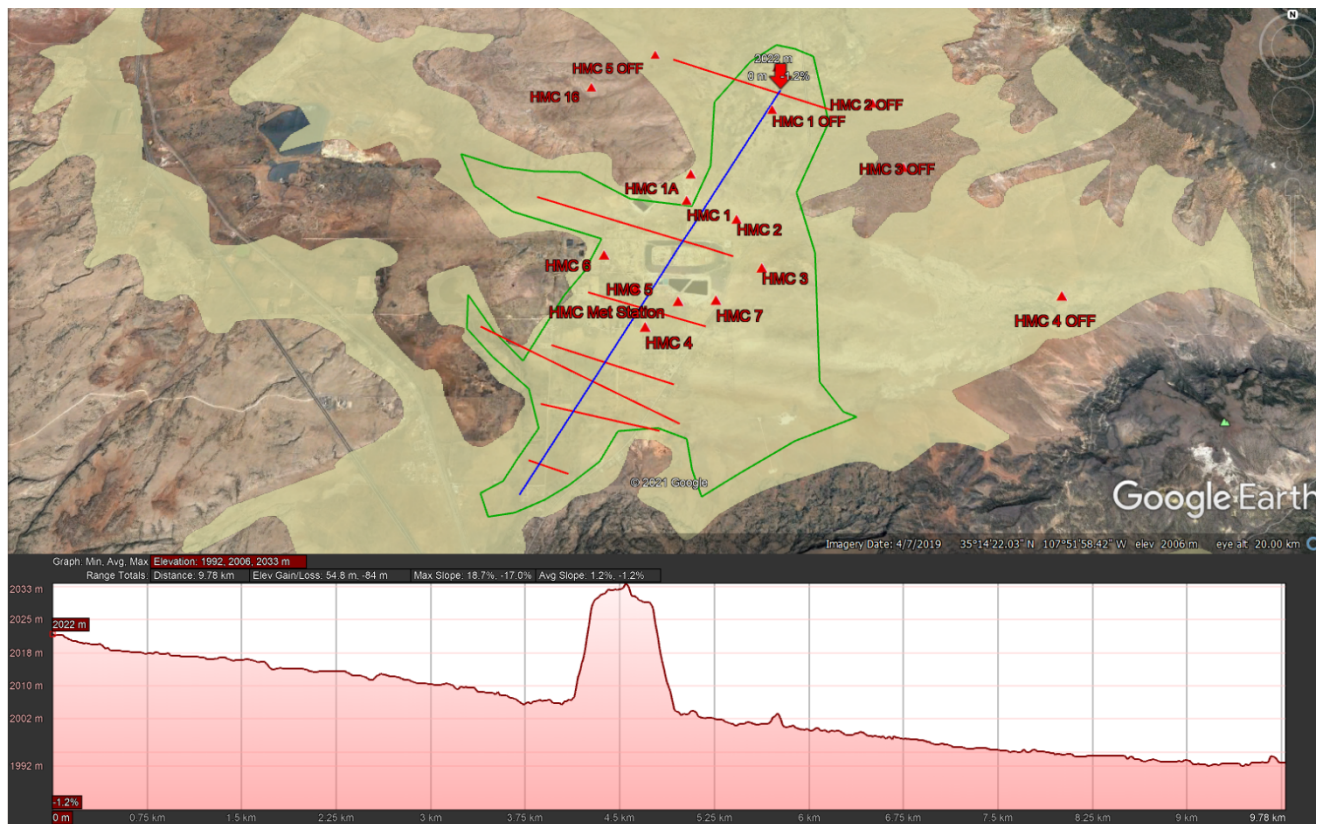 N
2022 m
0 m -1.2%
HMC 5 OFF
HMC 16
HMC 2 OFF
HMC 1 OFF
HMC 3 OFF
HMC 1A
HMC 1
HMC 2
HMC 6
HMC 3
HMC 5
HMC Met Station
HMC 7
HMC 4 OFF
HMC 4
© 2021 Google
Google Earth
Imagery Date: 4/7/2019 35°14'22.03" N 107°51'58.42" W elev 2006 m eye alt 20.00 km
Graph: Min, Avg, Max Elevation: 1992, 2006, 2033 m
Range Totals: Distance: 9.78 km Elev Gain/Loss: 54.8 m, -84 m Max Slope: 18.7%, -17.0% Avg Slope: 1.2%, -1.2%
2033 m
2025 m
2022 m
2018 m
2010 m
2002 m
1992 m
-1.2%
0 m 0.75 km 1.5 km 2.25 km 3 km 3.75 km 4.5 km 5.25 km 6 km 6.75 km 7.5 km 8.25 km 9 km 9.78 km